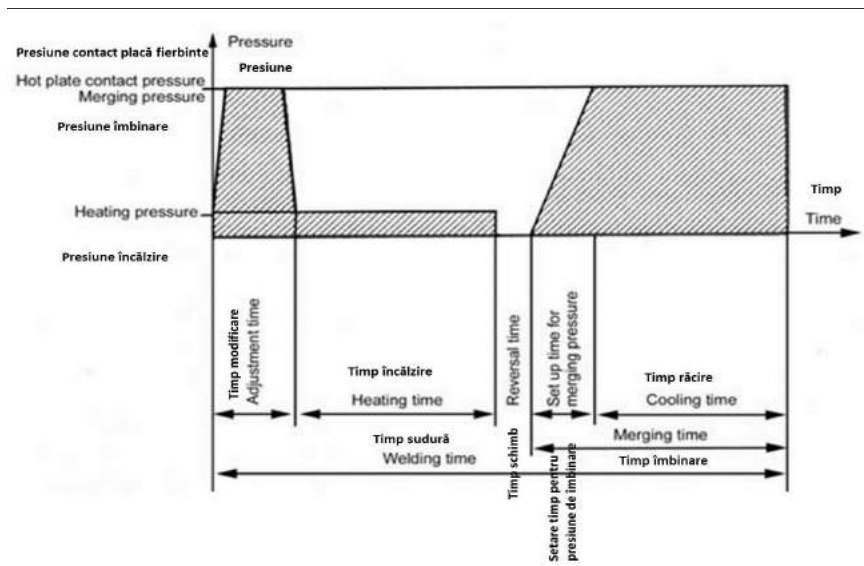 Presiune contact placă fierbinte
Pressure
Presiune
Hot plate contact pressure
Merging pressure
Presiune îmbinare
Heating pressure
Presiune încălzire
Timp
Time
Timp modificare
Adjustment time
Timp încălzire
Heating time
Reversal time
Timp schimb
Set up time for
merging pressure
Setare timp pentru
presiune de îmbinare
Timp răcire
Cooling time
Merging time
Timp îmbinare
Timp sudură
Welding time